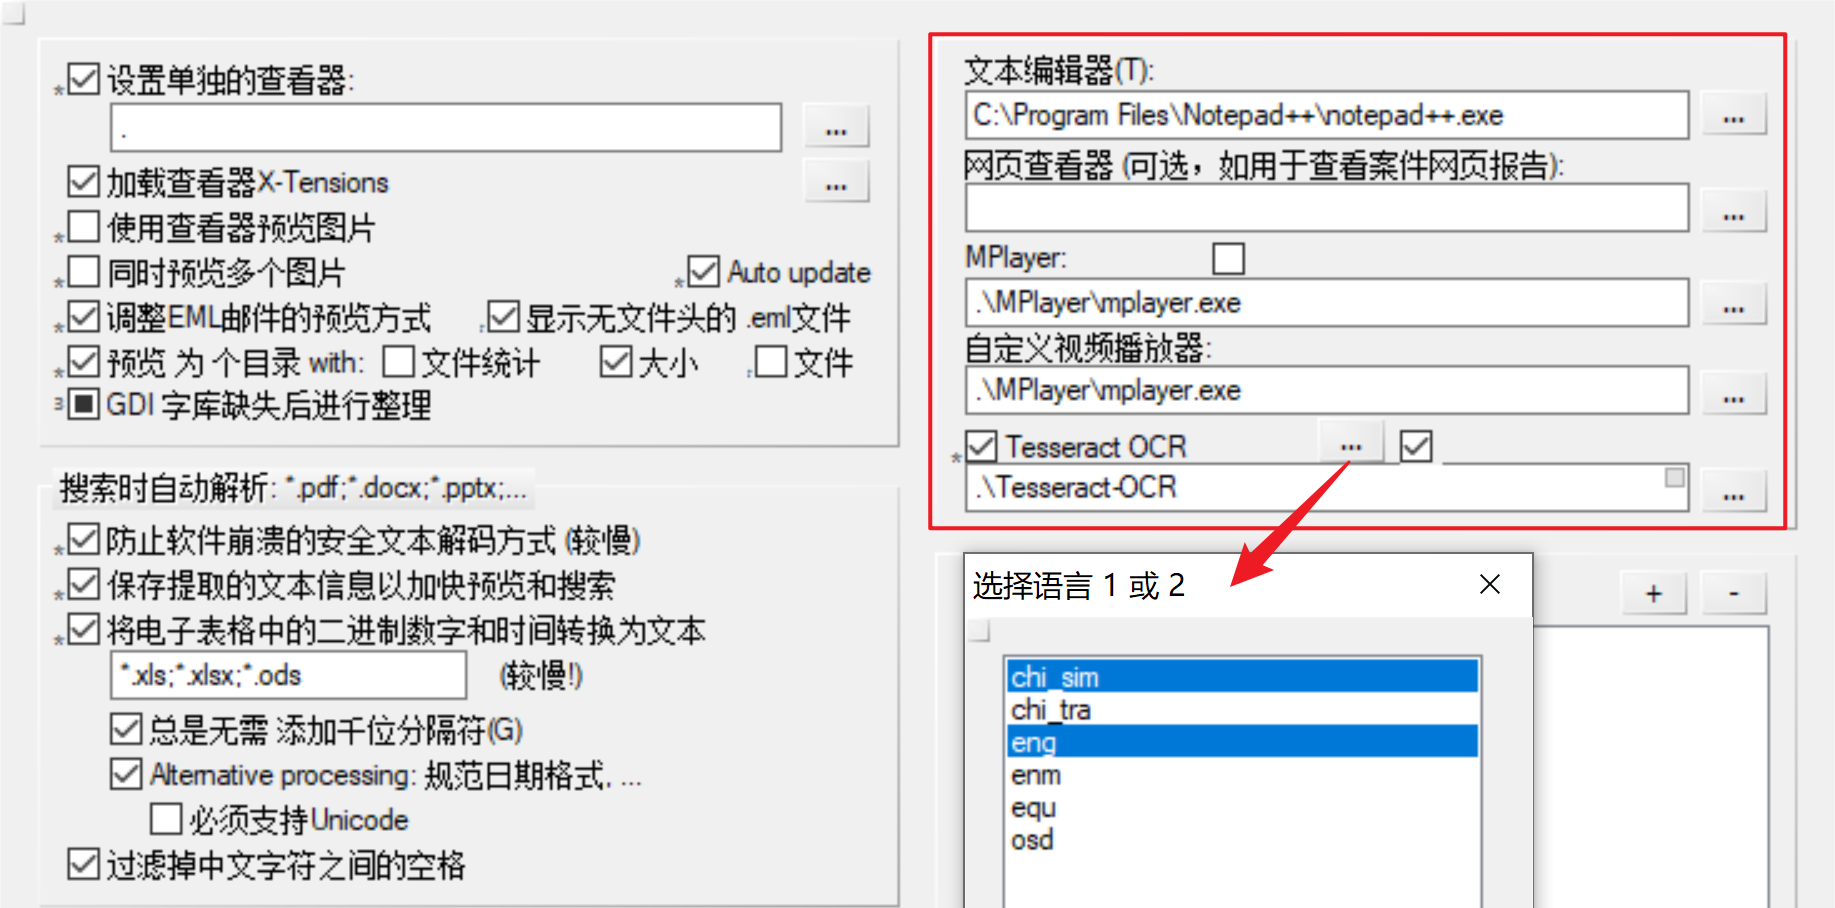 设置单独的查看器:
.
...
加载查看器X-Tensions
...
使用查看器预览图片
同时预览多个图片
Auto update
调整EML邮件的预览方式
显示无文件头的 .eml文件
预览 为 个目录 with:
文件统计
大小
文件
3
GDI 字库缺失后进行整理
搜索时自动解析: *.pdf;*.docx;*.pptx;...
防止软件崩溃的安全文本解码方式 (较慢)
保存提取的文本信息以加快预览和搜索
将电子表格中的二进制数字和时间转换为文本
*.xls;*.xlsx;*.ods
(较慢!)
总是无需 添加千位分隔符(G)
Alternative processing: 规范日期格式, ...
必须支持Unicode
过滤掉中文字符之间的空格
文本编辑器(T):
C:\Program Files\Notepad++\notepad++.exe
...
网页查看器 (可选，如用于查看案件网页报告):
...
MPlayer:
.\MPlayer\mplayer.exe
...
自定义视频播放器:
.\MPlayer\mplayer.exe
...
Tesseract OCR
...
.\Tesseract-OCR
...
选择语言 1 或 2
+
-
chi_sim
chi_tra
eng
enm
equ
osd